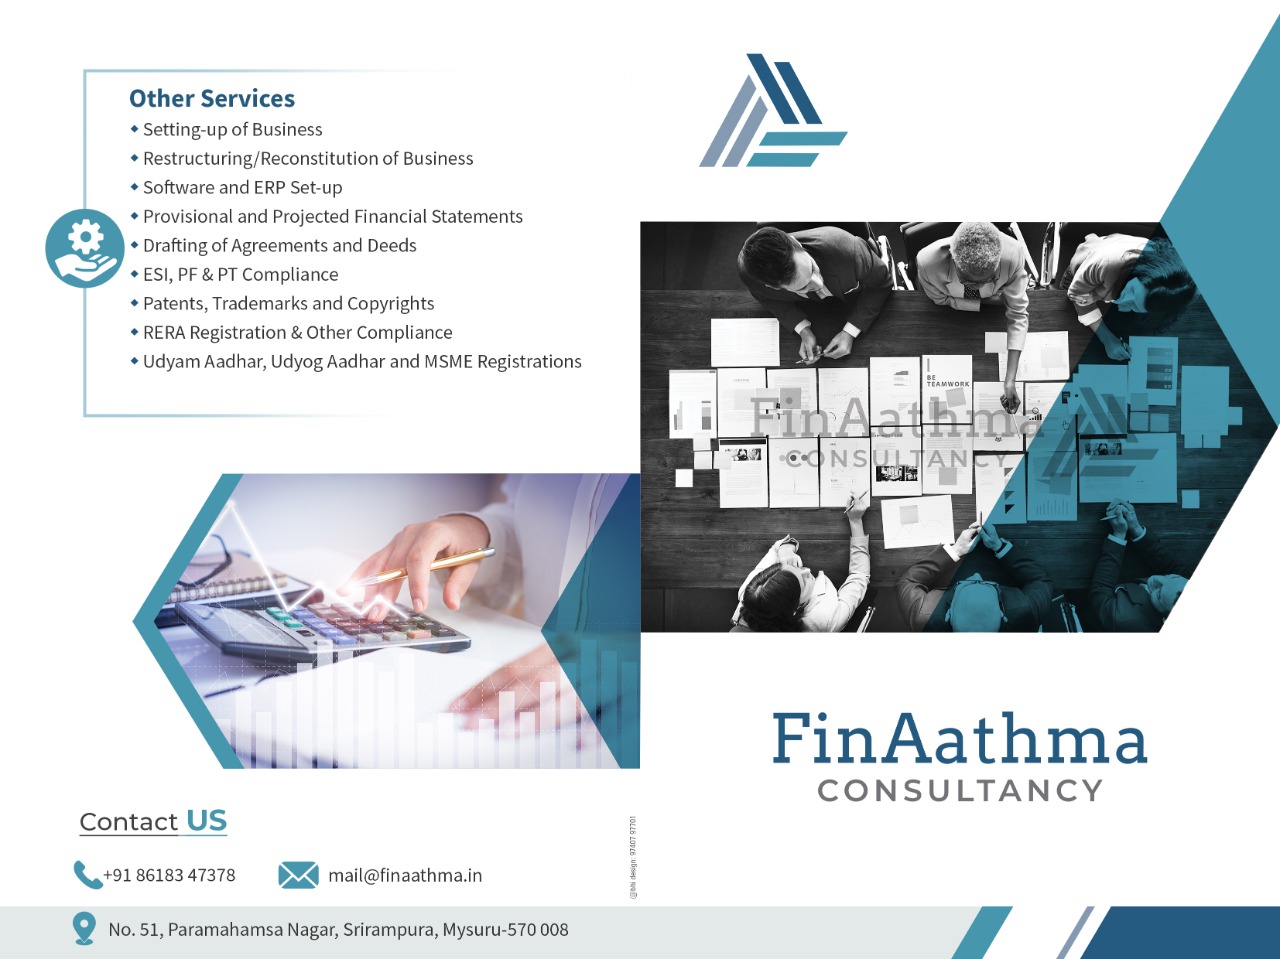 Other Services
Setting-up of Business
Restructuring/Reconstitution of Business
Software and ERP Set-up
Provisional and Projected Financial Statements
Drafting of Agreements and Deeds
ESI, PF & PT Compliance
Patents, Trademarks and Copyrights
RERA Registration & Other Compliance
Udyam Aadhar, Udyog Aadhar and MSME Registrations
Contact US
+91 86183 47378
mail@finaathma.in
No. 51, Paramahamsa Nagar, Srirampura, Mysuru-570 008
design: 97407 97701
BE
TEAMWORK
FinAathma
CONSULTANCY
FinAathma
CONSULTANCY